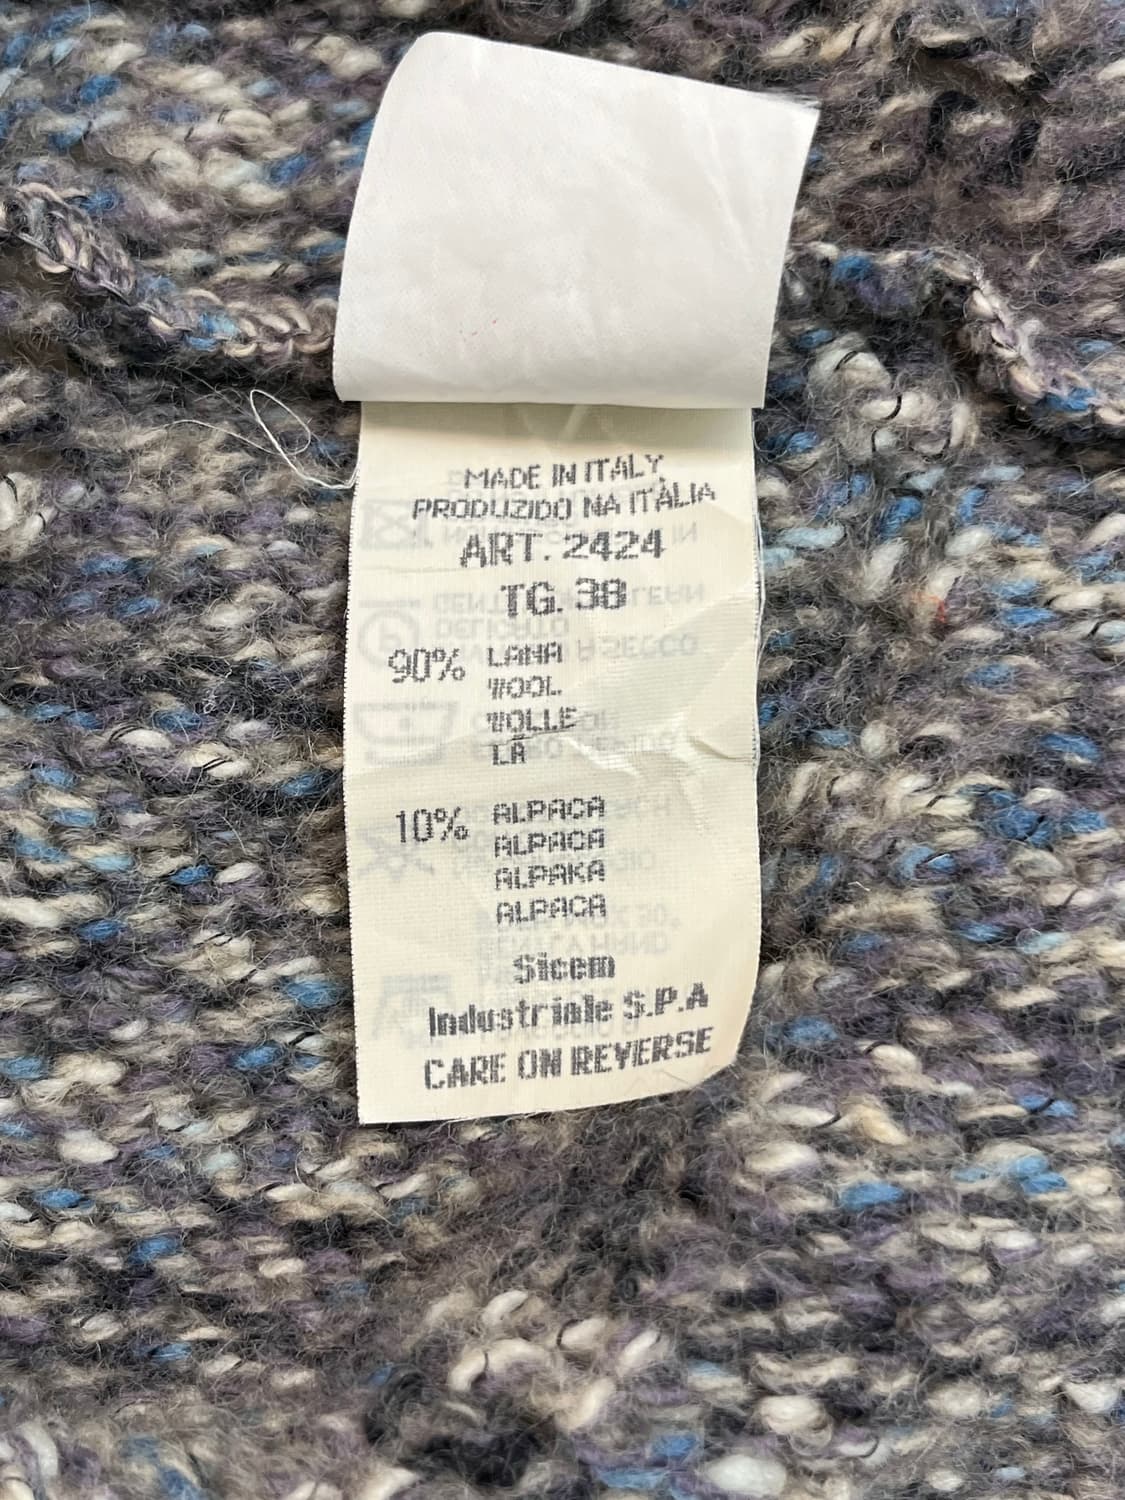 MADE IN ITALY
PRODUZIDO NA ITÀLIA
ART. 2424
TG. 38
90% LANA
WOOL
WOLLE
LÃ
10% ALPACA
ALPACA
ALPAKA
ALPACA
Sicem
Industriale S.P.A
CARE ON REVERSE